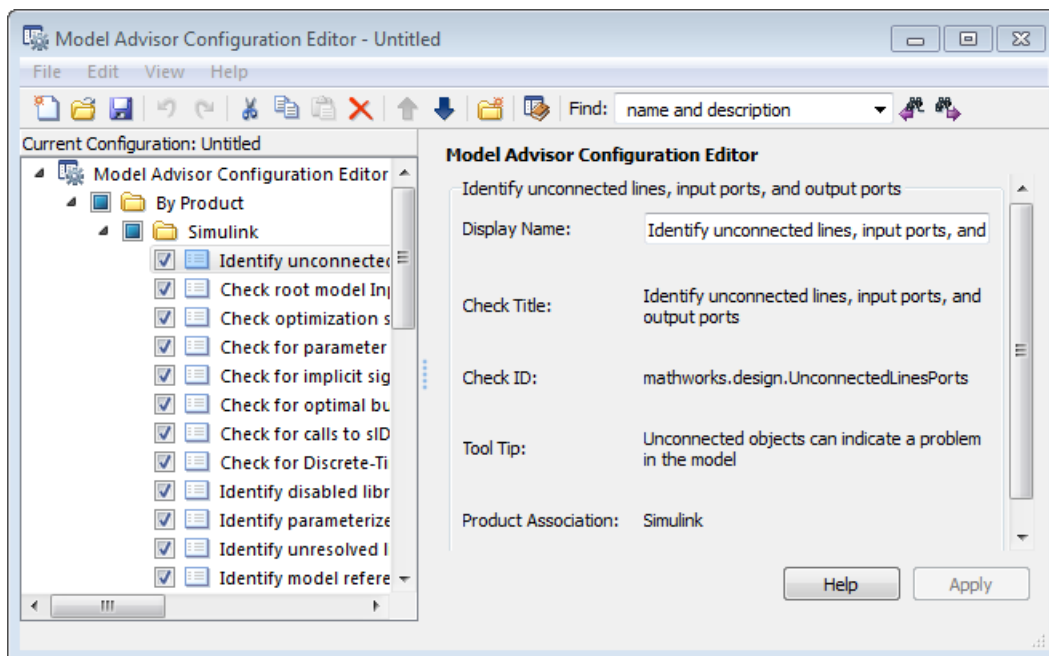 Model Advisor Configuration Editor - Untitled
File Edit View Help
Find: name and description
Current Configuration: Untitled
Model Advisor Configuration Editor
By Product
Simulink
Identify unconnected
Check root model In
Check optimization s
Check for parameter
Check for implicit sig
Check for optimal bu
Check for calls to slD
Check for Discrete-Ti
Identify disabled libr
Identify parameterize
Identify unresolved l
Identify model refere
Model Advisor Configuration Editor
Identify unconnected lines, input ports, and output ports
Display Name: Identify unconnected lines, input ports, and
Check Title: Identify unconnected lines, input ports, and
output ports
Check ID: mathworks.design.UnconnectedLinesPorts
Tool Tip: Unconnected objects can indicate a problem
in the model
Product Association: Simulink
Help Apply